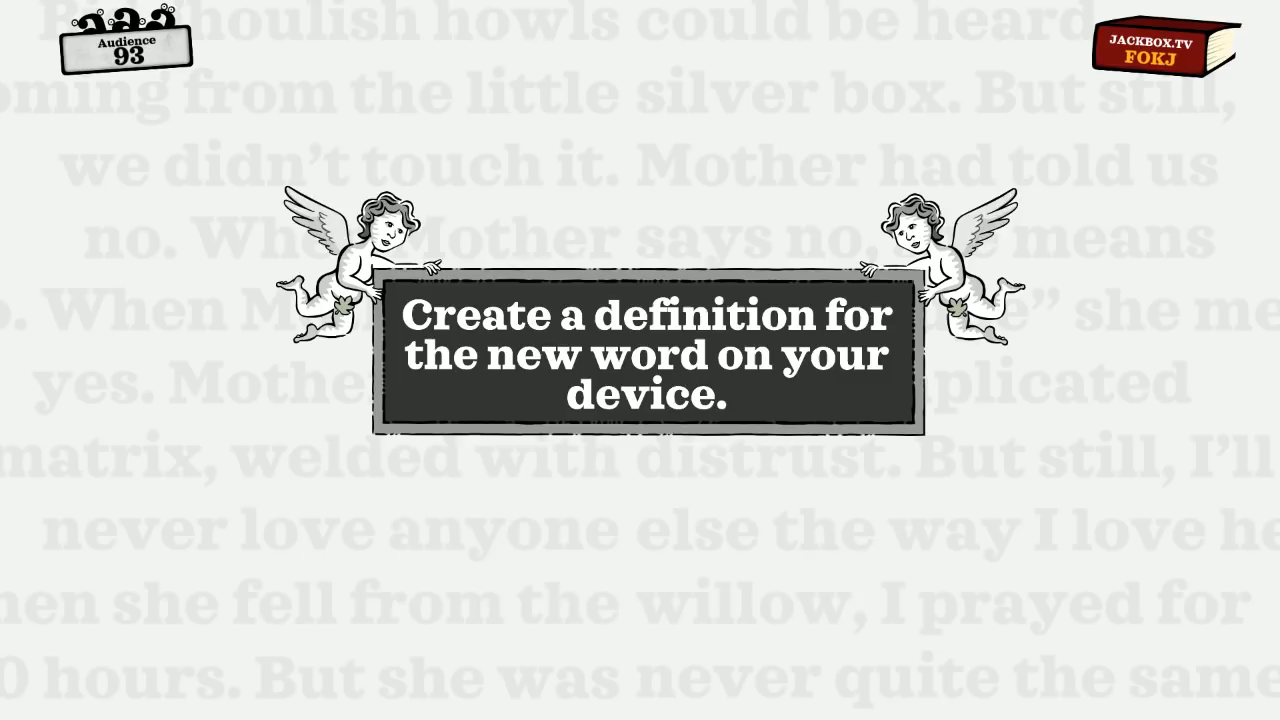 Audience
93
JACKBOX.TV
FOKJ
howls could heard
oming from the little silver box. But still,
we didn't touch it. Mother had told us
no. Mother says no, means
When she me
yes. Mothe plicated
matrix, welded with distrust. But still, I'll
never love anyone else the way I love he
hen she fell from the willow, I prayed for
0 hours. But she was never quite the same
Create a definition for
the new word on your
device.